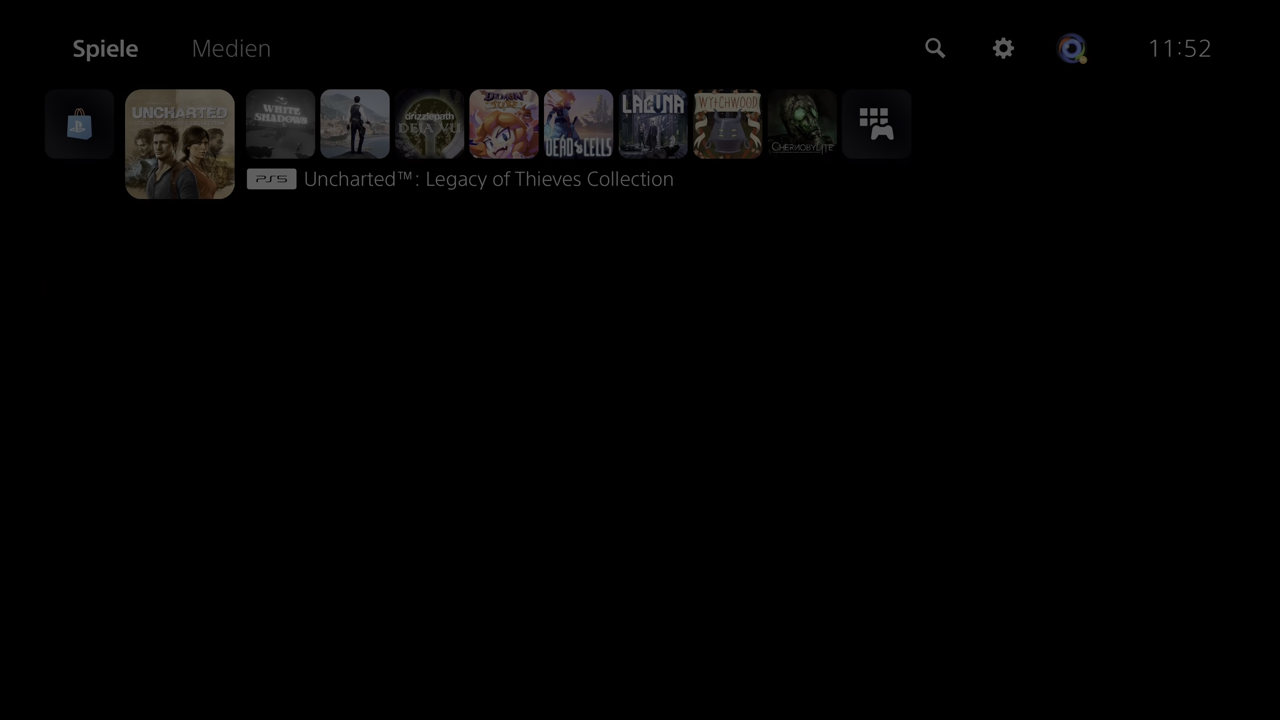 Spiele Medien 11:52
UNCHARTED
WHITE SHADOWS
drizzlepath
DEJA VU
DEAD CELLS
LACUNA
WYTCHWOOD
CHERNOBYLITE
PS5 Uncharted™: Legacy of Thieves Collection